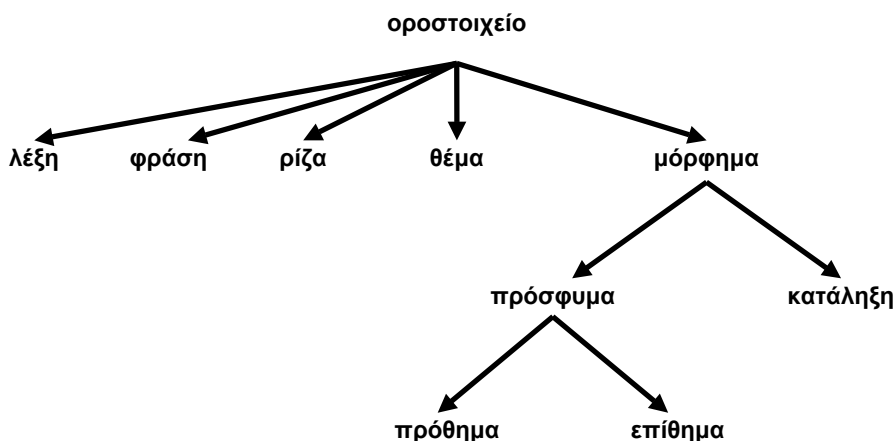 οροστοιχείο
λέξη φράση ρίζα θέμα μόρφημα
πρόσφυμα κατάληξη
πρόθημα επίθημα